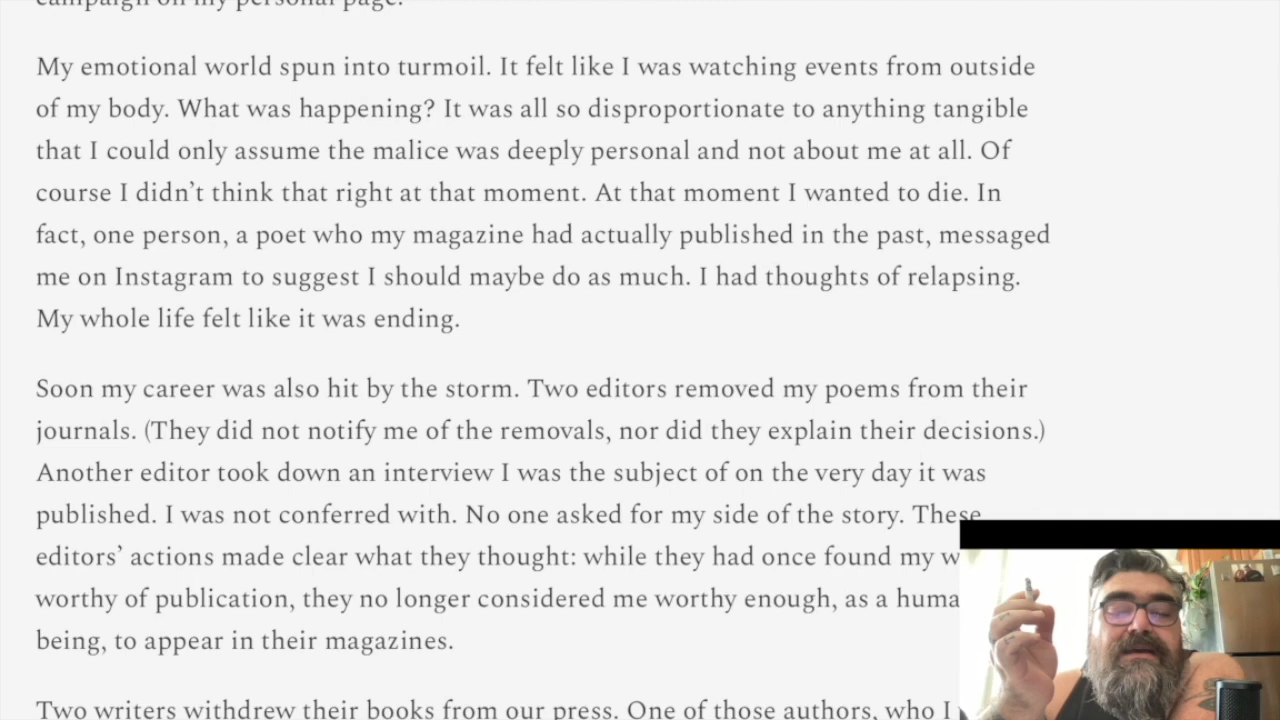 campaign on my personal page.
My emotional world spun into turmoil. It felt like I was watching events from outside
of my body. What was happening? It was all so disproportionate to anything tangible
that I could only assume the malice was deeply personal and not about me at all. Of
course I didn’t think that right at that moment. At that moment I wanted to die. In
fact, one person, a poet who my magazine had actually published in the past, messaged
me on Instagram to suggest I should maybe do as much. I had thoughts of relapsing.
My whole life felt like it was ending.
Soon my career was also hit by the storm. Two editors removed my poems from their
journals. (They did not notify me of the removals, nor did they explain their decisions.)
Another editor took down an interview I was the subject of on the very day it was
published. I was not conferred with. No one asked for my side of the story. These
editors’ actions made clear what they thought: while they had once found my
worthy of publication, they no longer considered me worthy enough, as a
being, to appear in their magazines.
Two writers withdrew their books from our press. One of those authors, who I